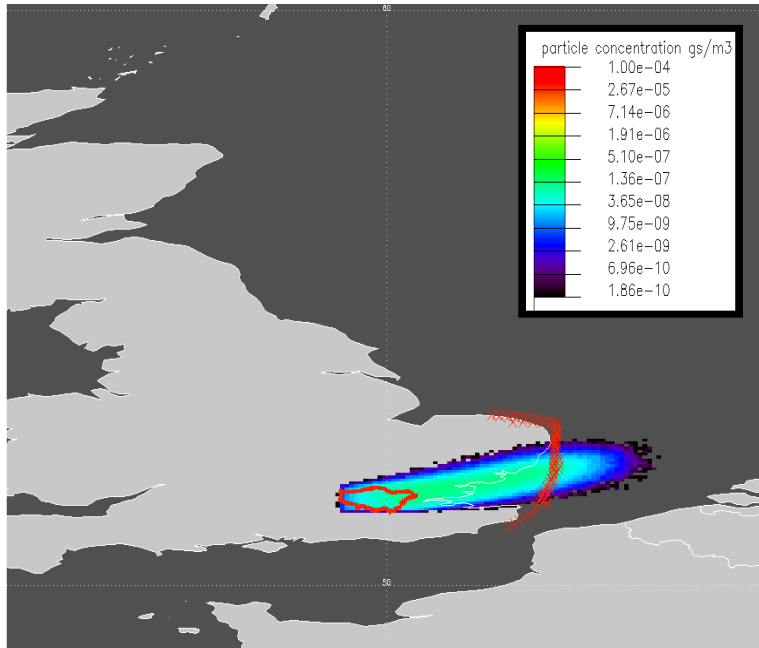 60
particle concentration gs/m3
1.00e-04
2.67e-05
7.14e-06
1.91e-06
5.10e-07
1.36e-07
3.65e-08
9.75e-09
2.61e-09
6.96e-10
1.86e-10
50